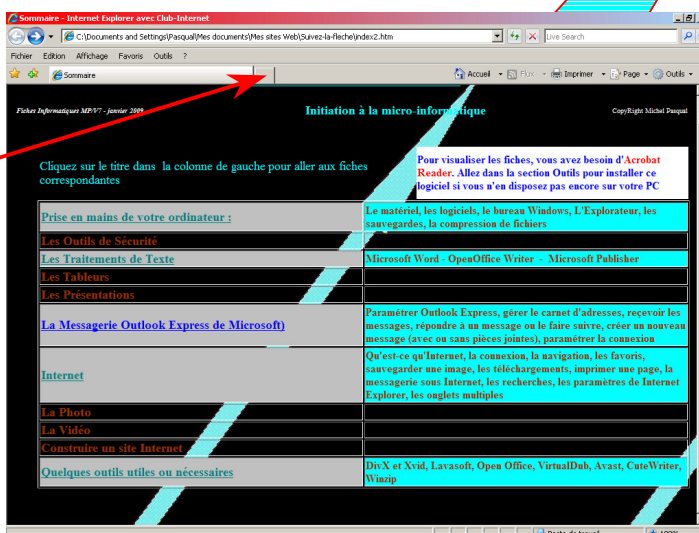 Sommaire - Internet Explorer avec Club-Internet
C:\Documents and Settings\Pasqual\Mes documents\Mes sites Web\Suivez-la-fleche\index2.htm
Live Search
Fichier Edition Affichage Favoris Outils ?
Sommaire
Accueil Flux Imprimer Page Outils
Fiches Informatiques MP/V7 - janvier 2009
Initiation à la micro-informatique
CopyRight Michel Pasqual
Cliquez sur le titre dans la colonne de gauche pour aller aux fiches
correspondantes
Pour visualiser les fiches, vous avez besoin d'Acrobat
Reader. Allez dans la section Outils pour installer ce
logiciel si vous n'en disposez pas encore sur votre PC
Prise en mains de votre ordinateur :
Le matériel, les logiciels, le bureau Windows, L'Explorateur, les
sauvegardes, la compression de fichiers
Les Outils de Sécurité
Les Traitements de Texte
Microsoft Word - OpenOffice Writer - Microsoft Publisher
Les Tableurs
Les Présentations
La Messagerie Outlook Express de Microsoft)
Paramétrer Outlook Express, gérer le carnet d'adresses, reçevoir les
messages, répondre à un message ou le faire suivre, créer un nouveau
message (avec ou sans pièces jointes), paramétrer la connexion
Internet
Qu'est-ce qu'Internet, la connexion, la navigation, les favoris,
sauvegarder une image, les téléchargements, imprimer une page, la
messagerie sous Internet, les recherches, les paramètres de Internet
Explorer, les onglets multiples
La Photo
La Vidéo
Construire un site Internet
Quelques outils utiles ou nécessaires
DivX et Xvid, Lavasoft, Open Office, VirtualDub, Avast, CuteWriter,
Winzip